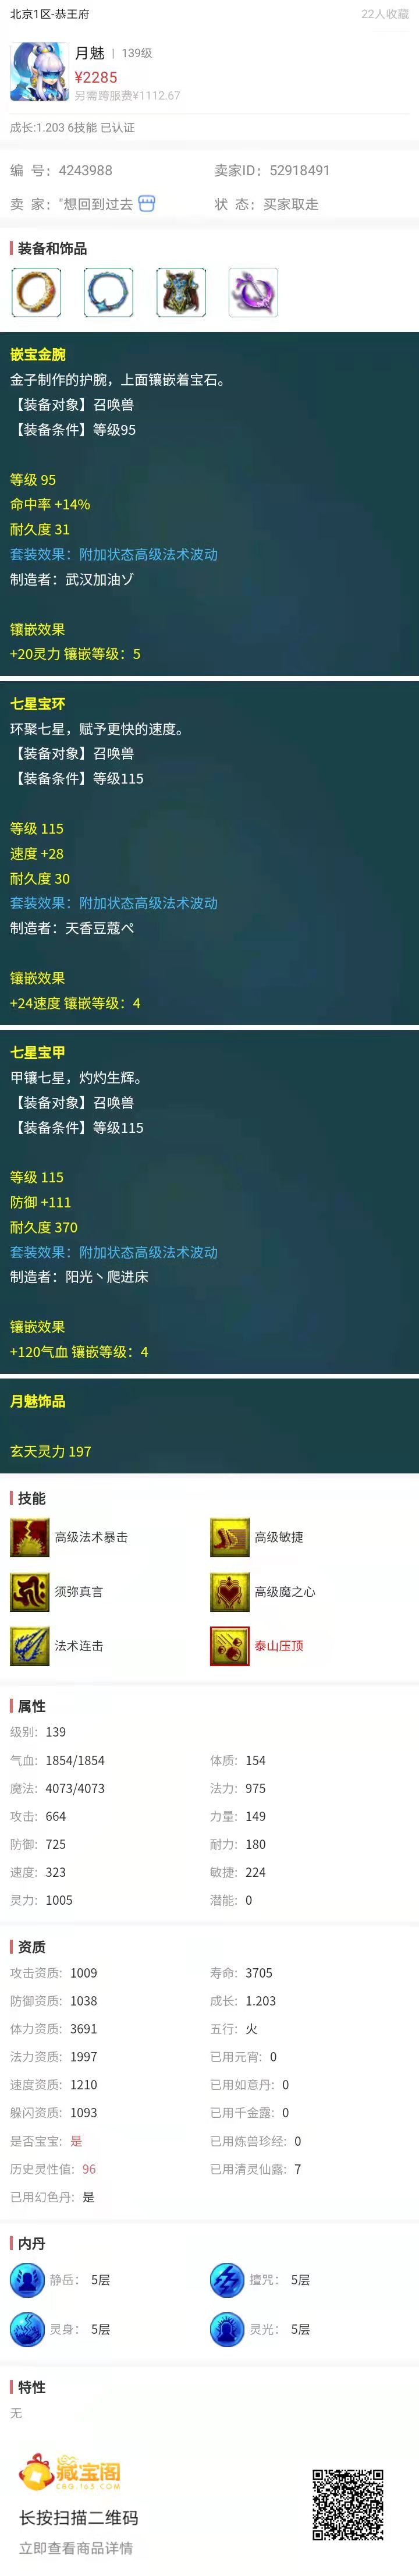 北京1区-恭王府 22人收藏
月魅 | 139级
¥2285
另需跨服费¥1112.67
成长:1.203 6技能 已认证
编 号: 4243988 卖家ID: 52918491
卖 家: "想回到过去 状 态: 买家取走
装备和饰品
嵌宝金腕
金子制作的护腕，上面镶嵌着宝石。
【装备对象】召唤兽
【装备条件】等级95
等级 95
命中率 +14%
耐久度 31
套装效果：附加状态高级法术波动
制造者：武汉加油ゾ
镶嵌效果
+20灵力 镶嵌等级：5
七星宝环
环聚七星，赋予更快的速度。
【装备对象】召唤兽
【装备条件】等级115
等级 115
速度 +28
耐久度 30
套装效果：附加状态高级法术波动
制造者：天香豆蔻ぺ
镶嵌效果
+24速度 镶嵌等级：4
七星宝甲
甲镶七星，灼灼生辉。
【装备对象】召唤兽
【装备条件】等级115
等级 115
防御 +111
耐久度 370
套装效果：附加状态高级法术波动
制造者：阳光丶爬进床
镶嵌效果
+120气血 镶嵌等级：4
月魅饰品
玄天灵力 197
技能
高级法术暴击 高级敏捷
须弥真言 高级魔之心
法术连击 泰山压顶
属性
级别: 139
气血: 1854/1854 体质: 154
魔法: 4073/4073 法力: 975
攻击: 664 力量: 149
防御: 725 耐力: 180
速度: 323 敏捷: 224
灵力: 1005 潜能: 0
资质
攻击资质: 1009 寿命: 3705
防御资质: 1038 成长: 1.203
体力资质: 3691 五行: 火
法力资质: 1997 已用元宵: 0
速度资质: 1210 已用如意丹: 0
躲闪资质: 1093 已用千金露: 0
是否宝宝: 是 已用炼兽珍经: 0
历史灵性值: 96 已用清灵仙露: 7
已用幻色丹: 是
内丹
静岳: 5层 擅咒: 5层
灵身: 5层 灵光: 5层
特性
无
藏宝阁
CBG.163.COM
长按扫描二维码
立即查看商品详情